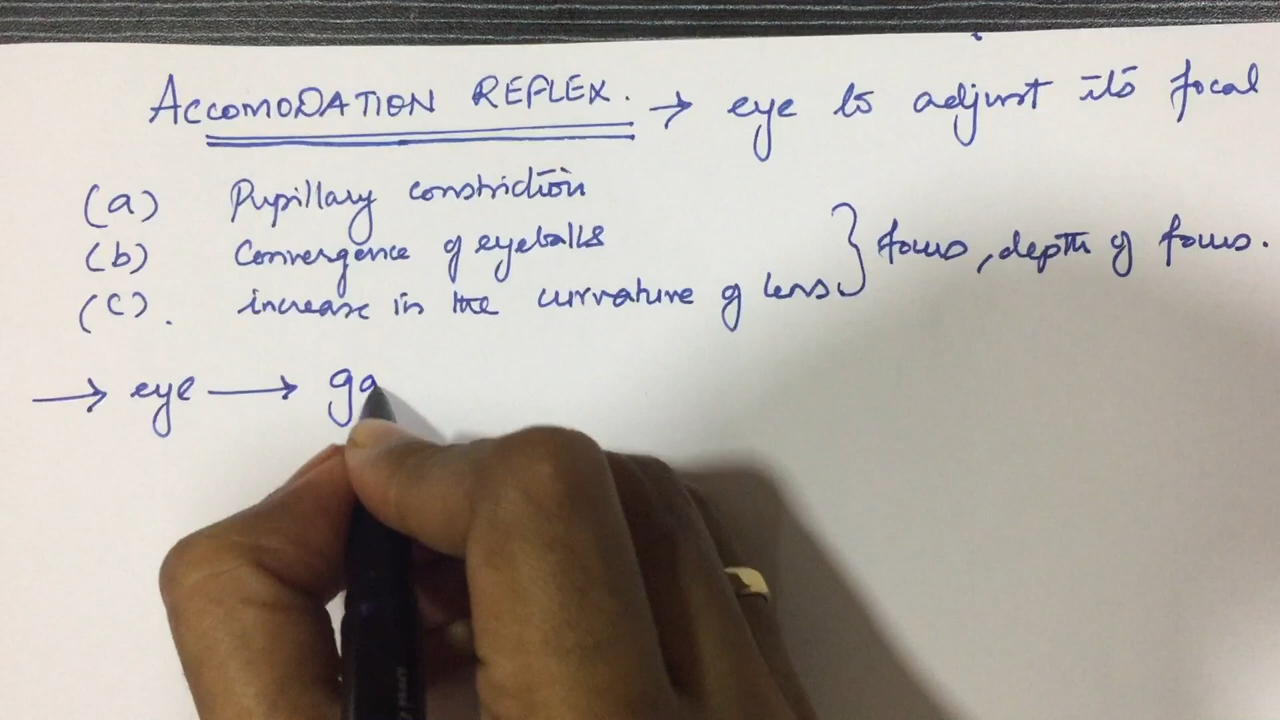 ACCOMODATION REFLEX. → eye to adjust its focal
(a) Pupillary constriction
(b) Convergence of eyeballs
(c). increase in the curvature of lens } focus, depth of focus.
→ eye → ga